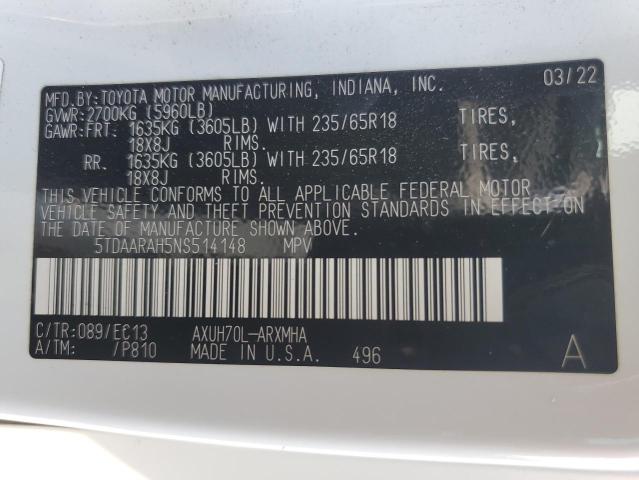 MFD.BY:TOYOTA MOTOR MANUFACTURING, INDIANA, INC. 03/22
GVWR:2700KG (5960LB)
GAWR:FRT. 1635KG (3605LB) WITH 235/65R18 TIRES,
18X8J RIMS.
RR. 1635KG (3605LB) WITH 235/65R18 TIRES,
18X8J RIMS.
THIS VEHICLE CONFORMS TO ALL APPLICABLE FEDERAL MOTOR
VEHICLE SAFETY AND THEFT PREVENTION STANDARDS IN EFFECT ON
THE DATE OF MANUFACTURE SHOWN ABOVE.
5TDAARAH5NS514148 MPV
C/TR:089/EC13 AXUH70L-ARXMHA
A/TM: /P810 MADE IN U.S.A. 496 A